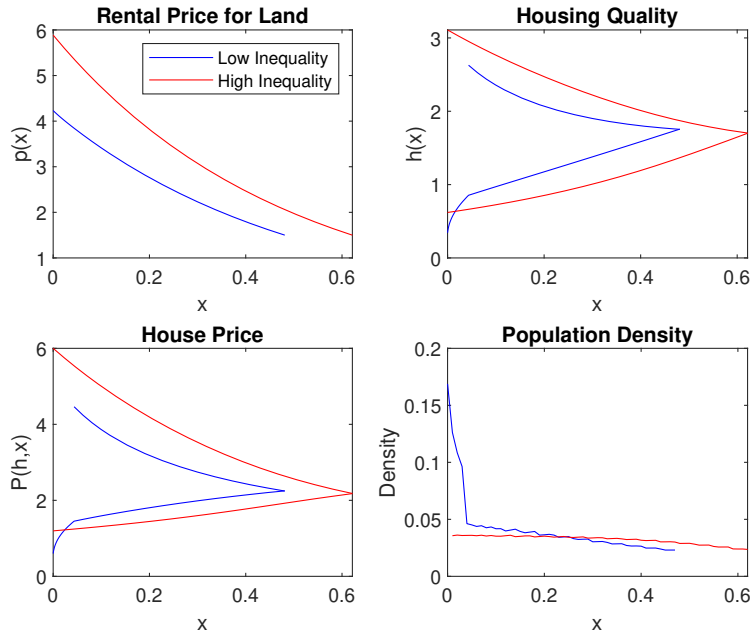 Rental Price for Land
6
5
4
3
2
1
p(x)
0
0.2
0.4
0.6
x
Low Inequality
High Inequality
Housing Quality
3
2
1
0
h(x)
0
0.2
0.4
0.6
x
House Price
6
4
2
0
P(h,x)
0
0.2
0.4
0.6
x
Population Density
0.2
0.15
0.1
0.05
0
Density
0
0.2
0.4
0.6
x